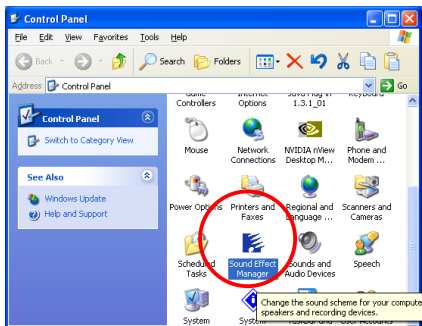 Control Panel
File Edit View Favorites Tools Help
Back Search Folders
Address Control Panel Go
Control Panel
Switch to Category View
See Also
Windows Update
Help and Support
Game Controllers
Internet Options
Java Plug-in 1.3.1_01
Keyboard
Mouse
Network Connections
NVIDIA nView Desktop M...
Phone and Modem ...
Power Options
Printers and Faxes
Regional and Language ...
Scanners and Cameras
Scheduled Tasks
Sound Effect Manager
Sounds and Audio Devices
Speech
Change the sound scheme for your compute
speakers and recording devices.
System